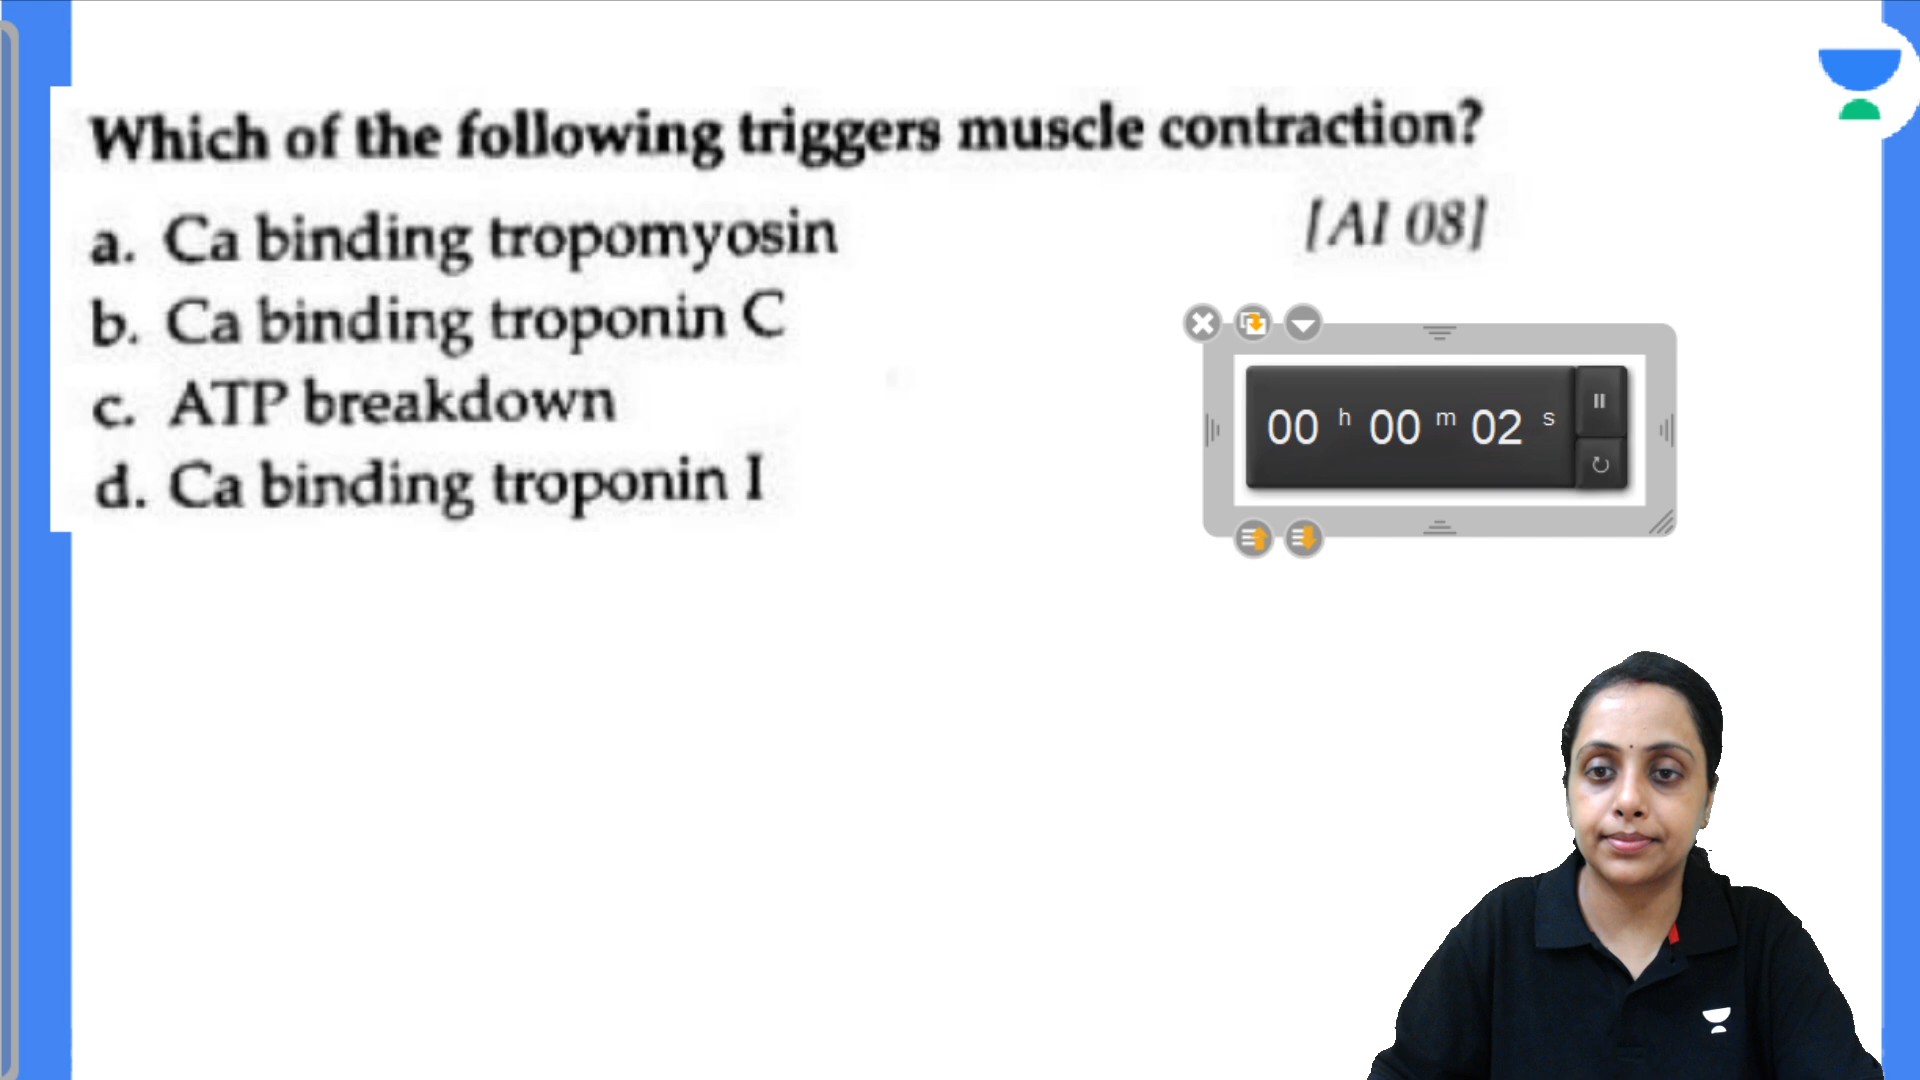 Which of the following triggers muscle contraction?
[AI 08]
a. Ca binding tropomyosin
b. Ca binding troponin C
c. ATP breakdown
d. Ca binding troponin I
00 h 00 m 02 s